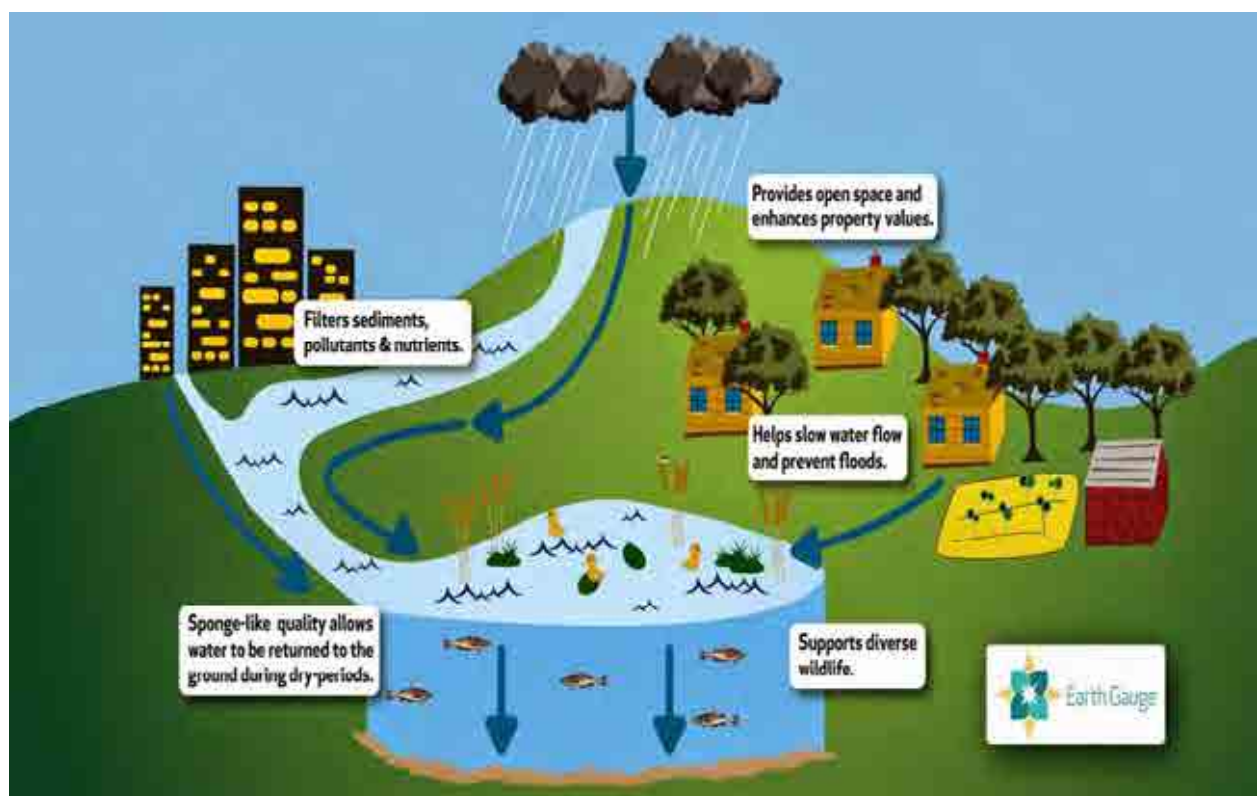 Provides open space and
enhances property values.
Filters sediments,
pollutants & nutrients.
Helps slow water flow
and prevent floods.
Sponge-like quality allows
water to be returned to the
ground during dry-periods.
Supports diverse
wildlife.
Earth Gauge